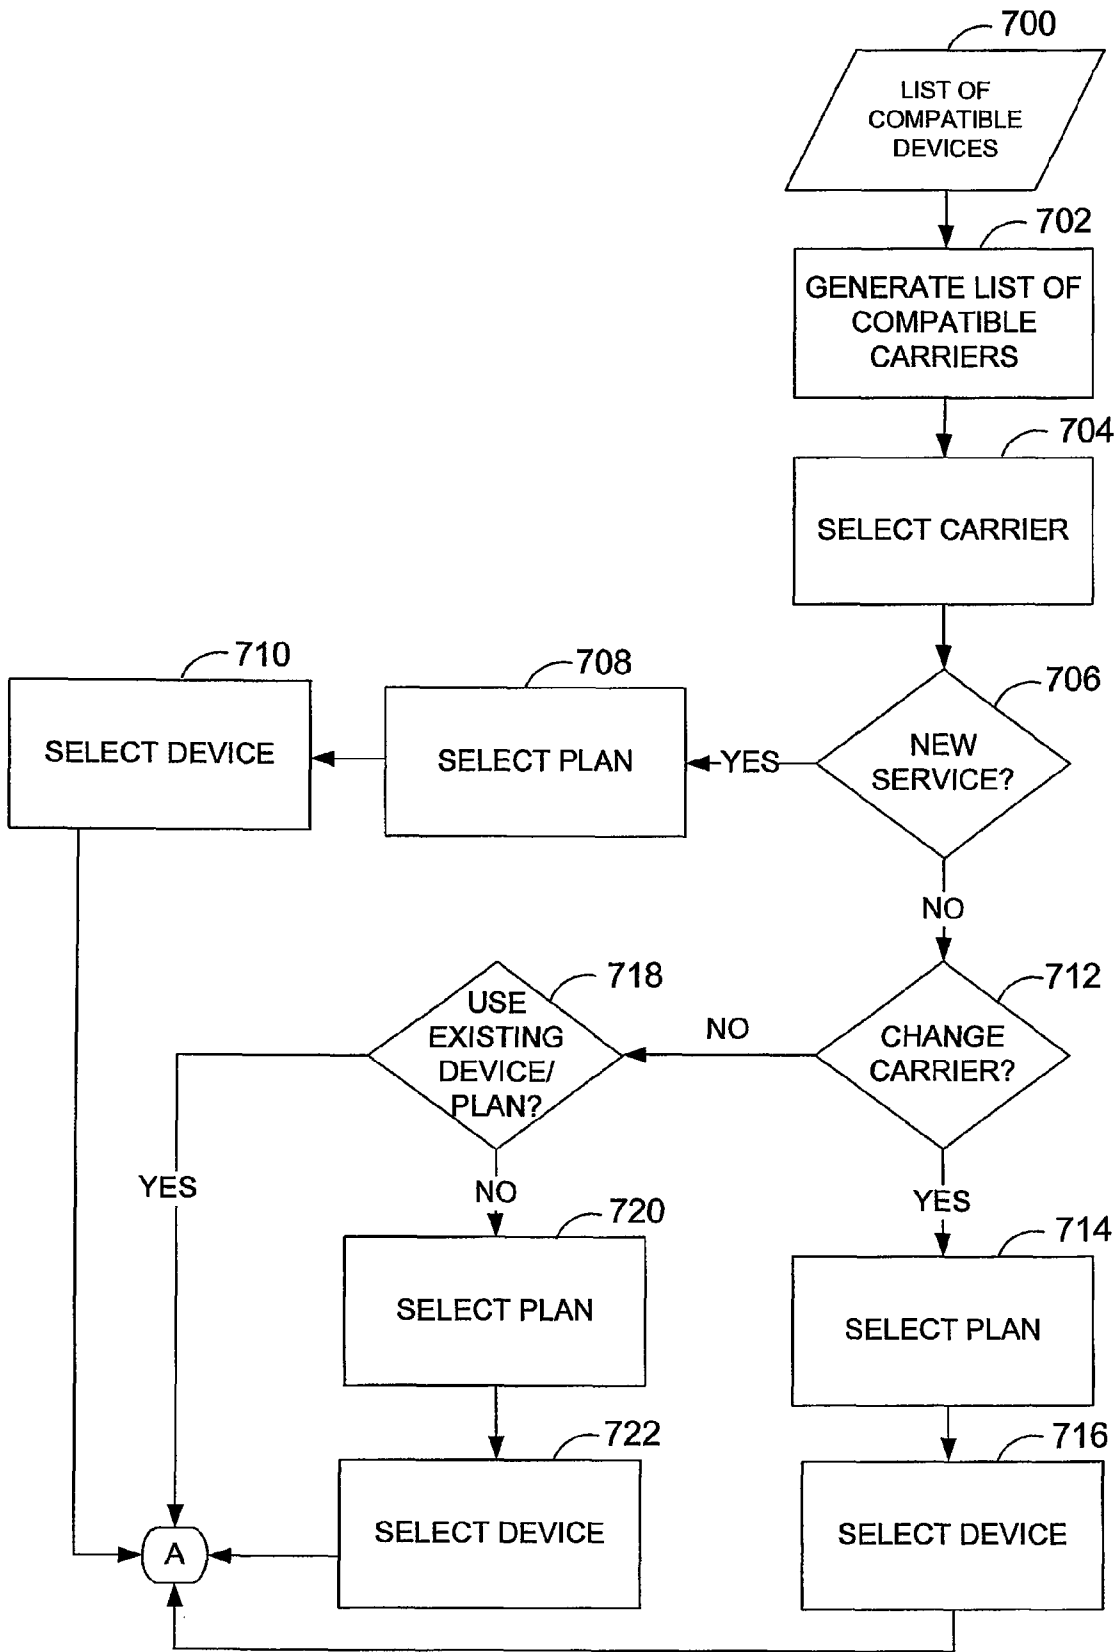 700
LIST OF
COMPATIBLE
DEVICES
702
GENERATE LIST OF
COMPATIBLE
CARRIERS
704
SELECT CARRIER
706
NEW
SERVICE?
YES
708
SELECT PLAN
710
SELECT DEVICE
NO
712
CHANGE
CARRIER?
NO
718
USE
EXISTING
DEVICE/
PLAN?
YES
NO
720
SELECT PLAN
722
SELECT DEVICE
YES
714
SELECT PLAN
716
SELECT DEVICE
A